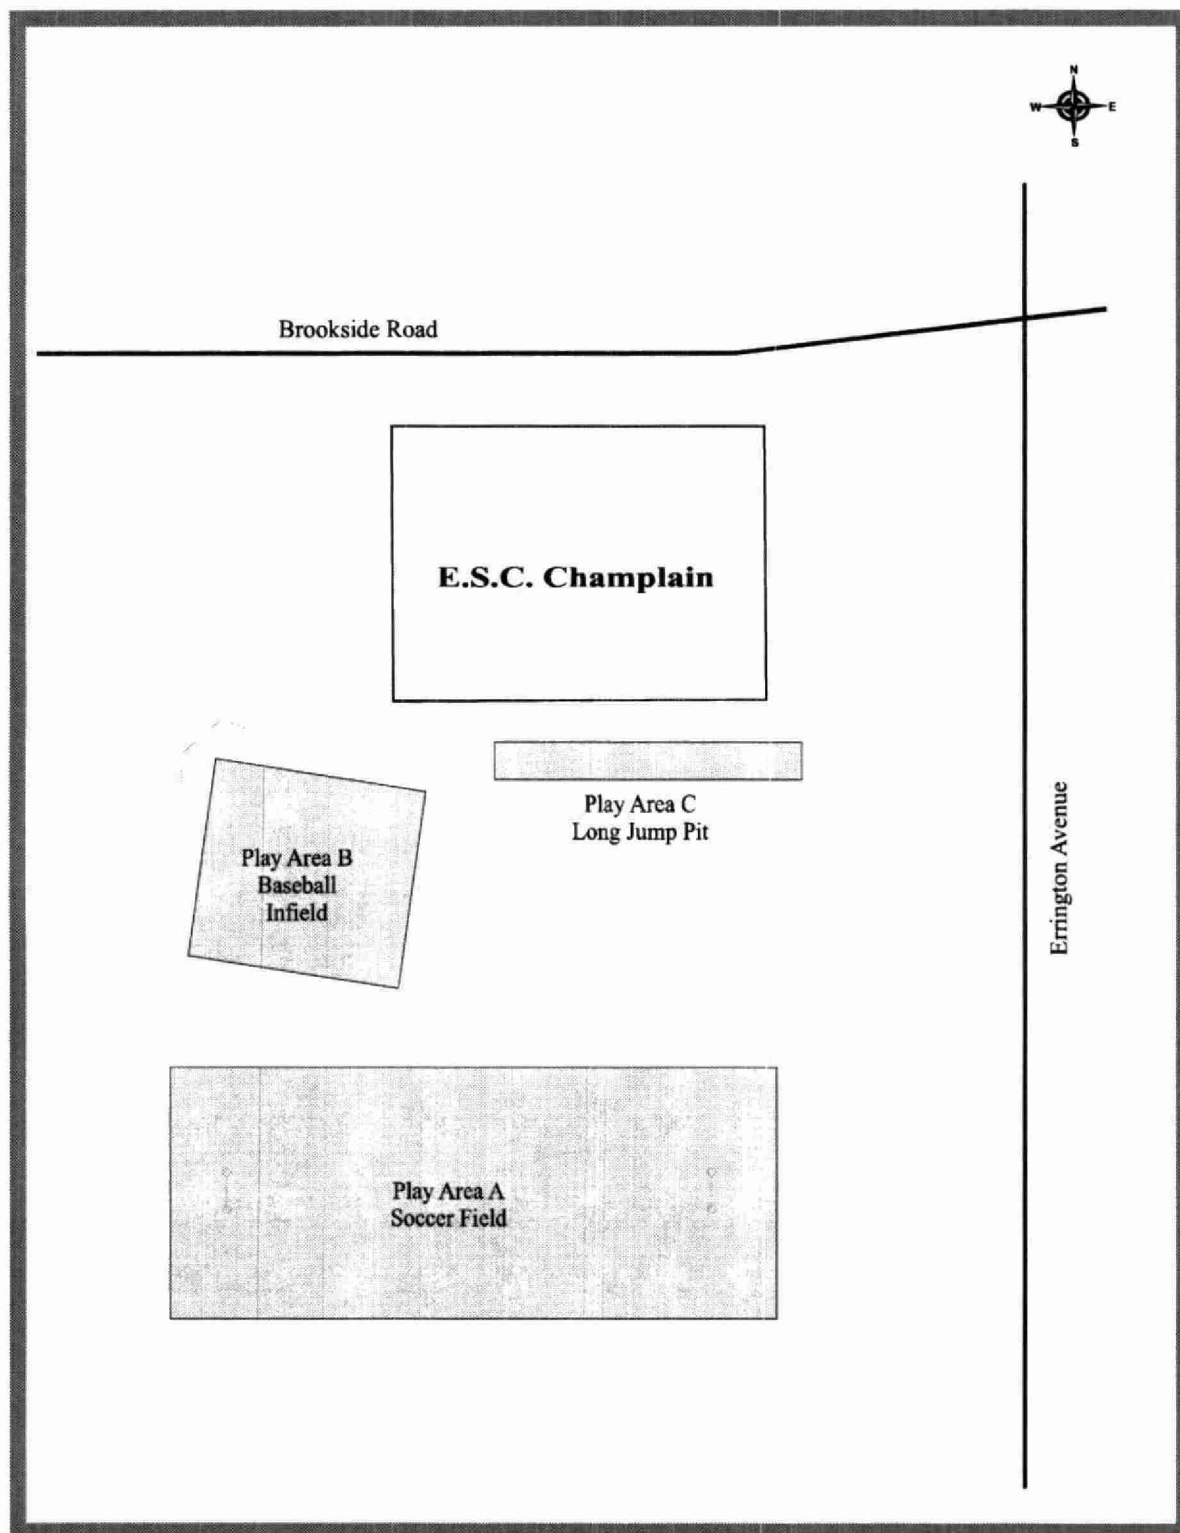 N
W E
S
Brookside Road
E.S.C. Champlain
Play Area C
Long Jump Pit
Play Area B
Baseball
Infield
Errington Avenue
Play Area A
Soccer Field